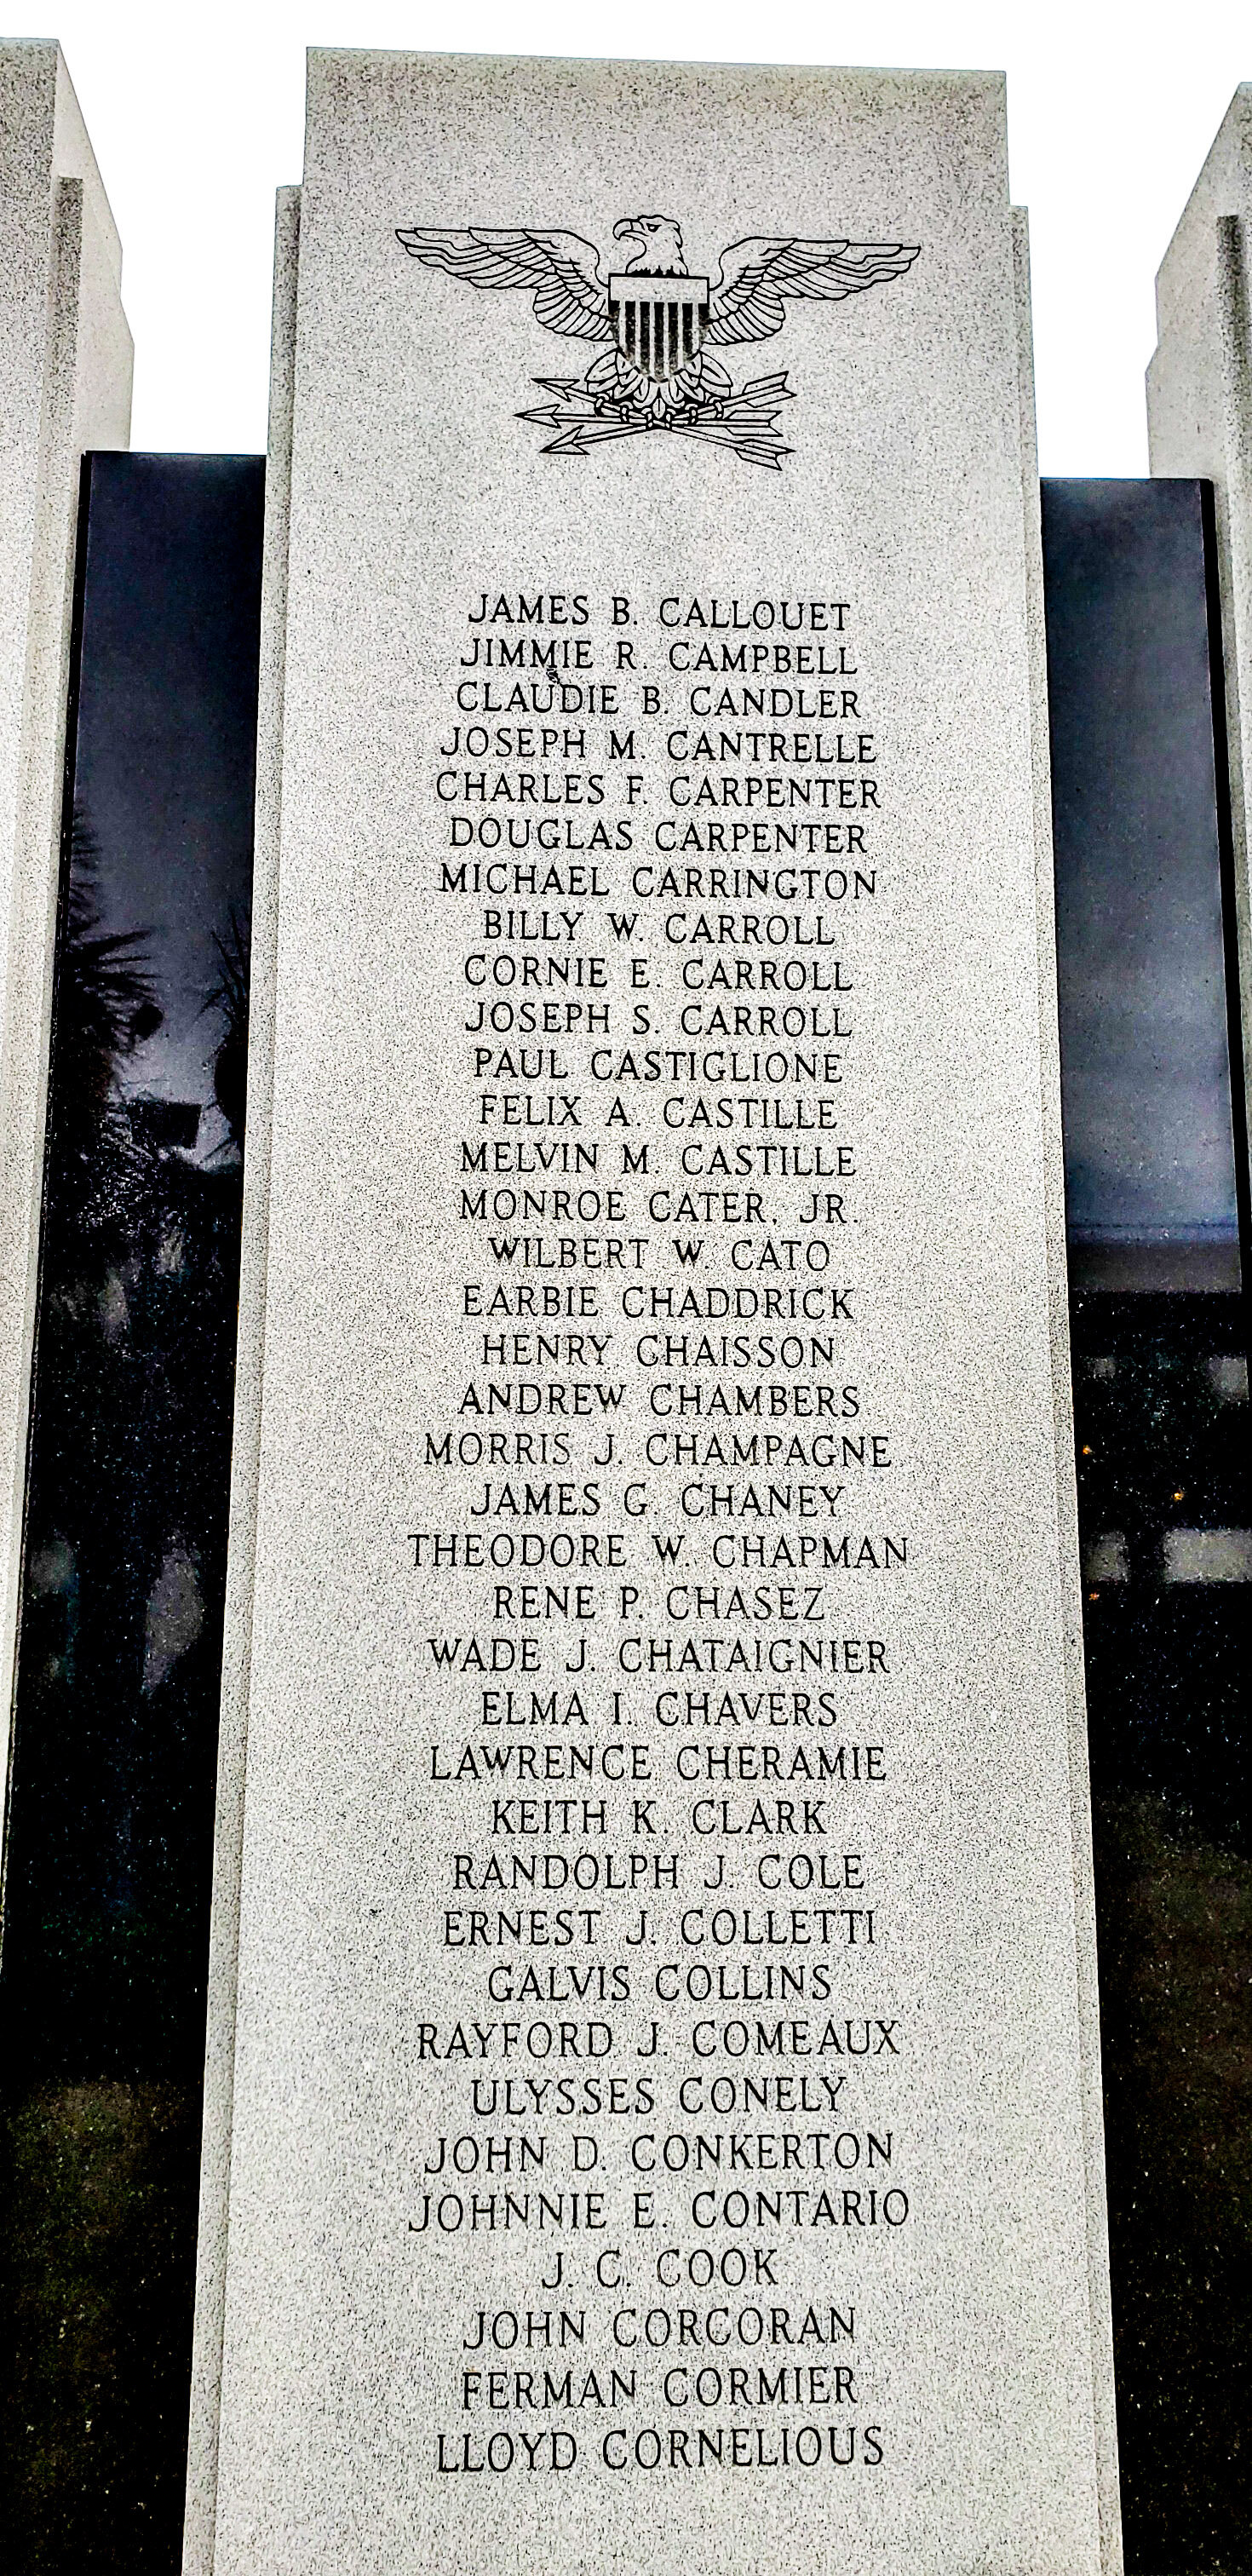 JAMES B. CALLOUET
JIMMIE R. CAMPBELL
CLAUDIE B. CANDLER
JOSEPH M. CANTRELLE
CHARLES F. CARPENTER
DOUGLAS CARPENTER
MICHAEL CARRINGTON
BILLY W. CARROLL
CORNIE E. CARROLL
JOSEPH S. CARROLL
PAUL CASTIGLIONE
FELIX A. CASTILLE
MELVIN M. CASTILLE
MONROE CATER, JR.
WILBERT W. CATO
EARBIE CHADDRICK
HENRY CHAISSON
ANDREW CHAMBERS
MORRIS J. CHAMPAGNE
JAMES G. CHANEY
THEODORE W. CHAPMAN
RENE P. CHASEZ
WADE J. CHATAIGNIER
ELMA I. CHAVERS
LAWRENCE CHERAMIE
KEITH K. CLARK
RANDOLPH J. COLE
ERNEST J. COLLETTI
GALVIS COLLINS
RAYFORD J. COMEAUX
ULYSSES CONELY
JOHN D. CONKERTON
JOHNNIE E. CONTARIO
J. C. COOK
JOHN CORCORAN
FERMAN CORMIER
LLOYD CORNELIOUS